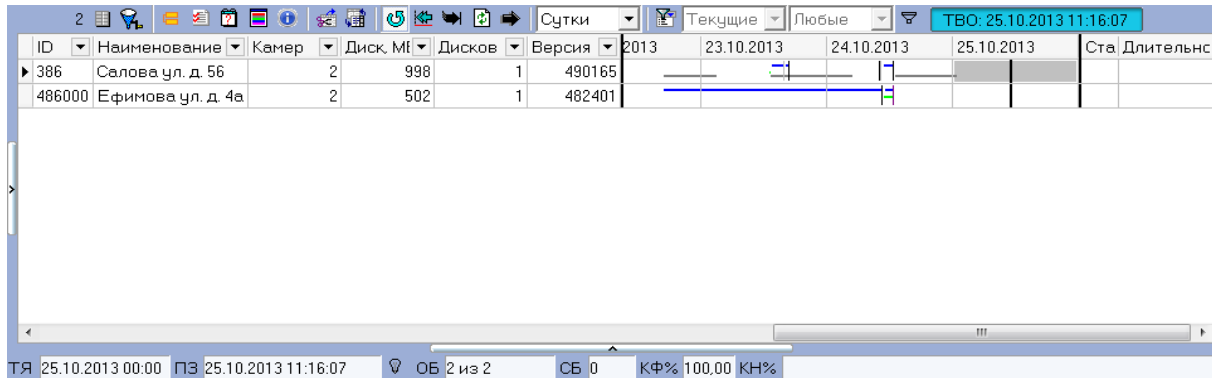 2 Сутки Текущие Любые ТВО: 25.10.2013 11:16:07
ID Наименование Камер Диск, МБ Дисков Версия 2013 23.10.2013 24.10.2013 25.10.2013 Ста Длительнс
386 Салова ул. д. 56 2 998 1 490165
486000 Ефимова ул. д. 4а 2 502 1 482401
ТЯ 25.10.2013 00:00 ПЗ 25.10.2013 11:16:07 ОБ 2 из 2 СБ 0 КФ% 100,00 КН%